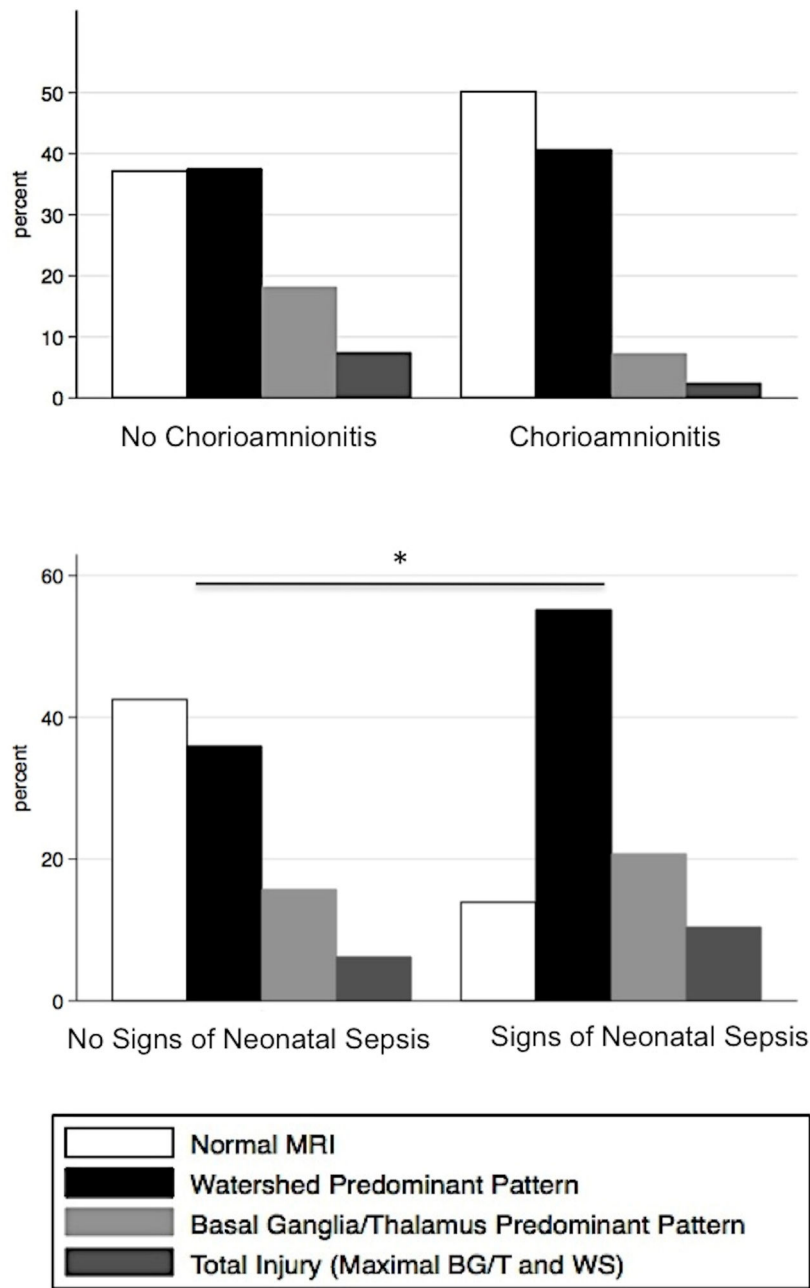 percent
50
40
30
20
10
0
No Chorioamnionitis
Chorioamnionitis
*
percent
60
40
20
0
No Signs of Neonatal Sepsis
Signs of Neonatal Sepsis
Normal MRI
Watershed Predominant Pattern
Basal Ganglia/Thalamus Predominant Pattern
Total Injury (Maximal BG/T and WS)